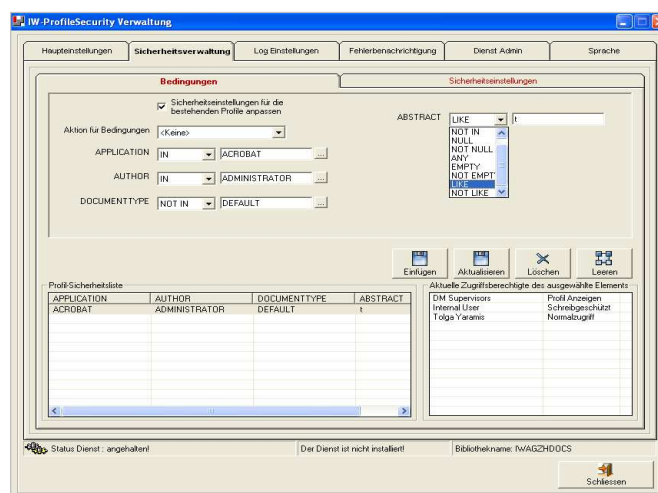 IW-ProfileSecurity Verwaltung
Haupteinstellungen
Sicherheitsverwaltung
Log Einstellungen
Fehlerbenachrichtigung
Dienst Admin
Sprache
Bedingungen
Sicherheitseinstellungen
Sicherheitseinstellungen für die
bestehenden Profile anpassen
Aktion für Bedingungen <Keine>
APPLICATION IN ACROBAT ...
AUTHOR IN ADMINISTRATOR ...
DOCUMENTTYPE NOT IN DEFAULT ...
ABSTRACT LIKE t
NOT IN
NULL
NOT NULL
ANY
EMPTY
NOT EMPT
LIKE
NOT LIKE
Einfügen
Aktualisieren
Löschen
Leeren
Profil-Sicherheitsliste
APPLICATION AUTHOR DOCUMENTTYPE ABSTRACT
ACROBAT ADMINISTRATOR DEFAULT t
Aktuelle Zugriffsberechtigte des ausgewählte Elements
DM Supervisors Profil Anzeigen
Internal User Schreibgeschützt
Tolga Yaramis Normalzugriff
Status Dienst : angehalten!
Der Dienst ist nicht installiert!
Bibliothekname: IWAGZHDOCS
Schliessen